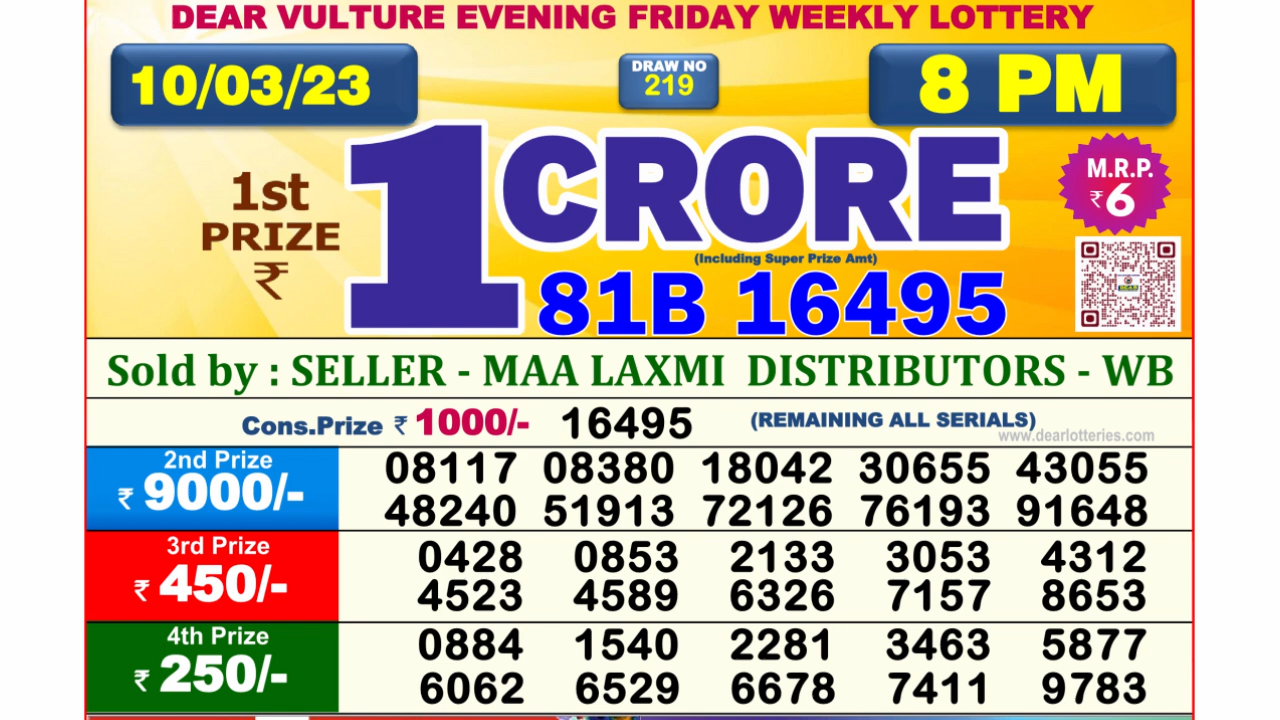 DEAR VULTURE EVENING FRIDAY WEEKLY LOTTERY
10/03/23
DRAW NO
219
8 PM
1st
PRIZE
₹
1 CRORE
(Including Super Prize Amt)
81B 16495
M.R.P.
₹6
Sold by : SELLER - MAA LAXMI DISTRIBUTORS - WB
Cons.Prize ₹ 1000/- 16495 (REMAINING ALL SERIALS)
www.dearlotteries.com
2nd Prize
₹ 9000/-
08117 08380 18042 30655 43055
48240 51913 72126 76193 91648
3rd Prize
₹ 450/-
0428 0853 2133 3053 4312
4523 4589 6326 7157 8653
4th Prize
₹ 250/-
0884 1540 2281 3463 5877
6062 6529 6678 7411 9783